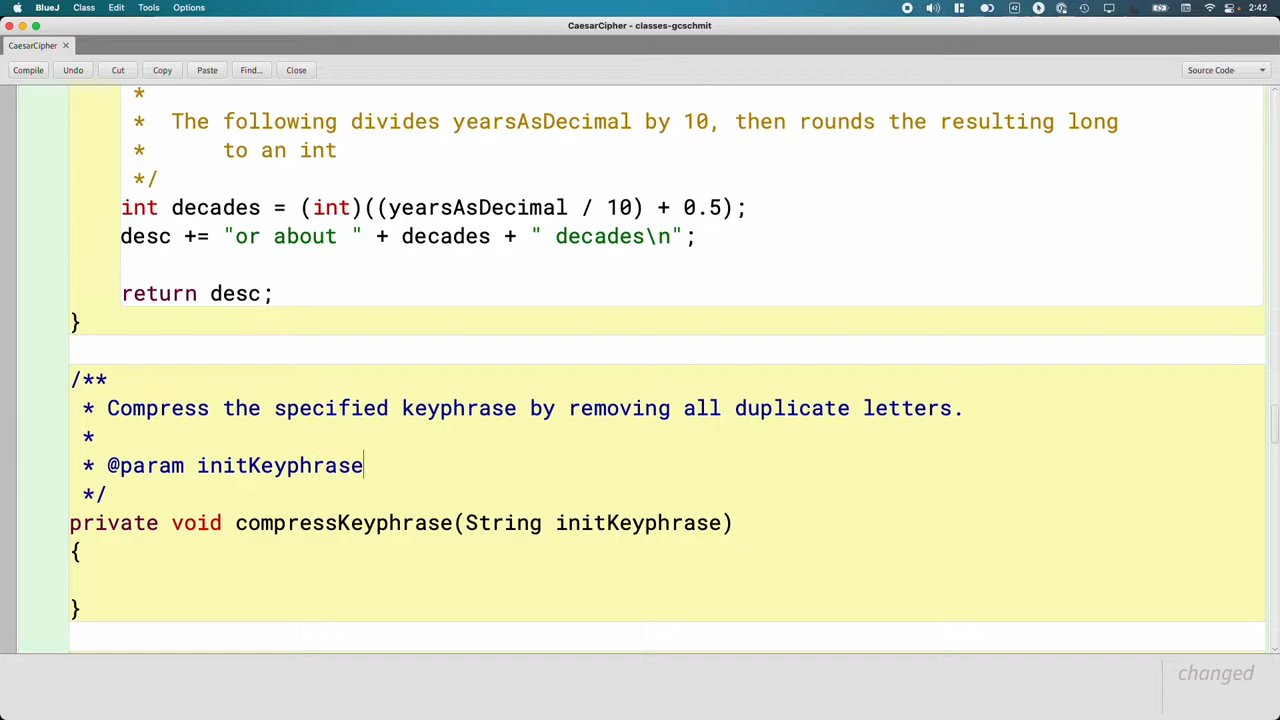 BlueJ Class Edit Tools Options 42 2:42
CaesarCipher - classes-gcschmit
CaesarCipher ×
Compile Undo Cut Copy Paste Find... Close Source Code
*
*  The following divides yearsAsDecimal by 10, then rounds the resulting long
*      to an int
*/
int decades = (int)((yearsAsDecimal / 10) + 0.5);
desc += "or about " + decades + " decades\n";
return desc;
}
/**
* Compress the specified keyphrase by removing all duplicate letters.
*
* @param initKeyphrase
*/
private void compressKeyphrase(String initKeyphrase)
{
}
changed